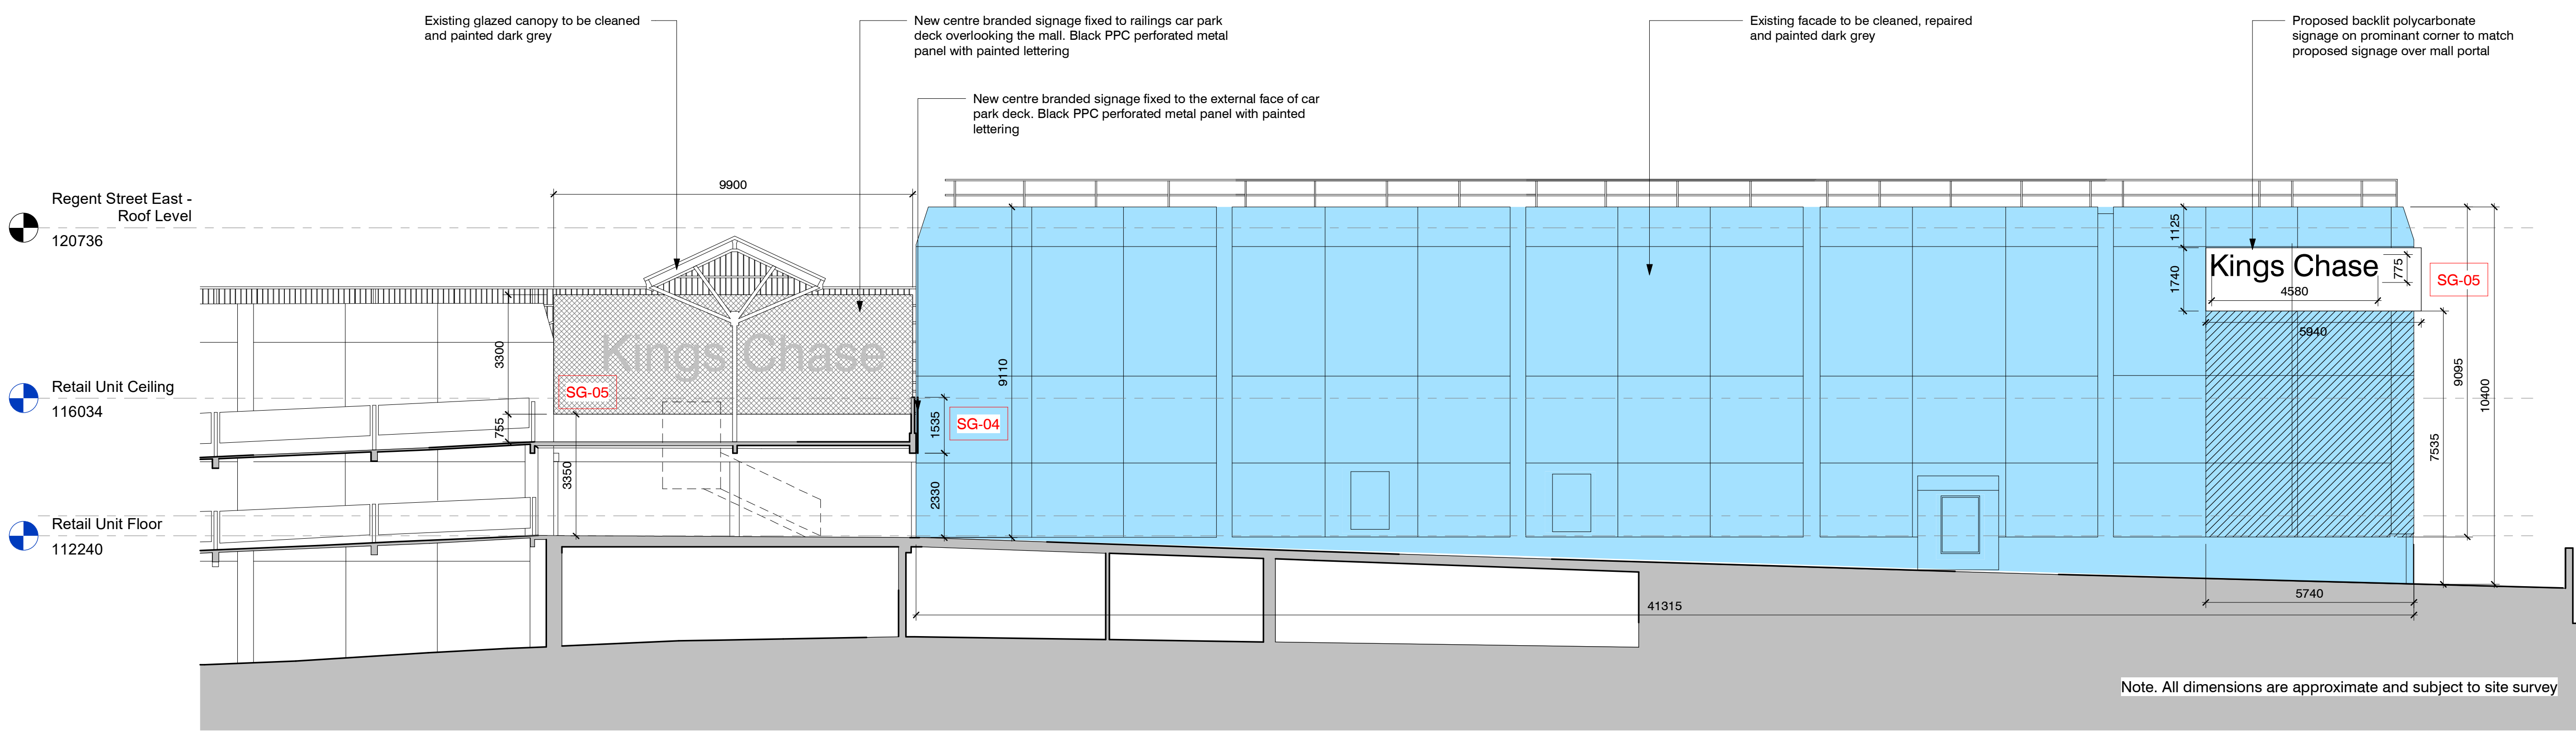 Existing glazed canopy to be cleaned
and painted dark grey
New centre branded signage fixed to railings car park
deck overlooking the mall. Black PPC perforated metal
panel with painted lettering
Existing facade to be cleaned, repaired
and painted dark grey
Proposed backlit polycarbonate
signage on prominant corner to match
proposed signage over mall portal
New centre branded signage fixed to the external face of car
park deck. Black PPC perforated metal panel with painted
lettering
9900
Regent Street East -
Roof Level
120736
1125
Kings Chase
775
1740
4580
SG-05
5940
Kings Chase
3300
9110
SG-05
Retail Unit Ceiling
116034
755
1535
SG-04
9095
10400
7535
3350
2330
Retail Unit Floor
112240
5740
41315
Note. All dimensions are approximate and subject to site survey